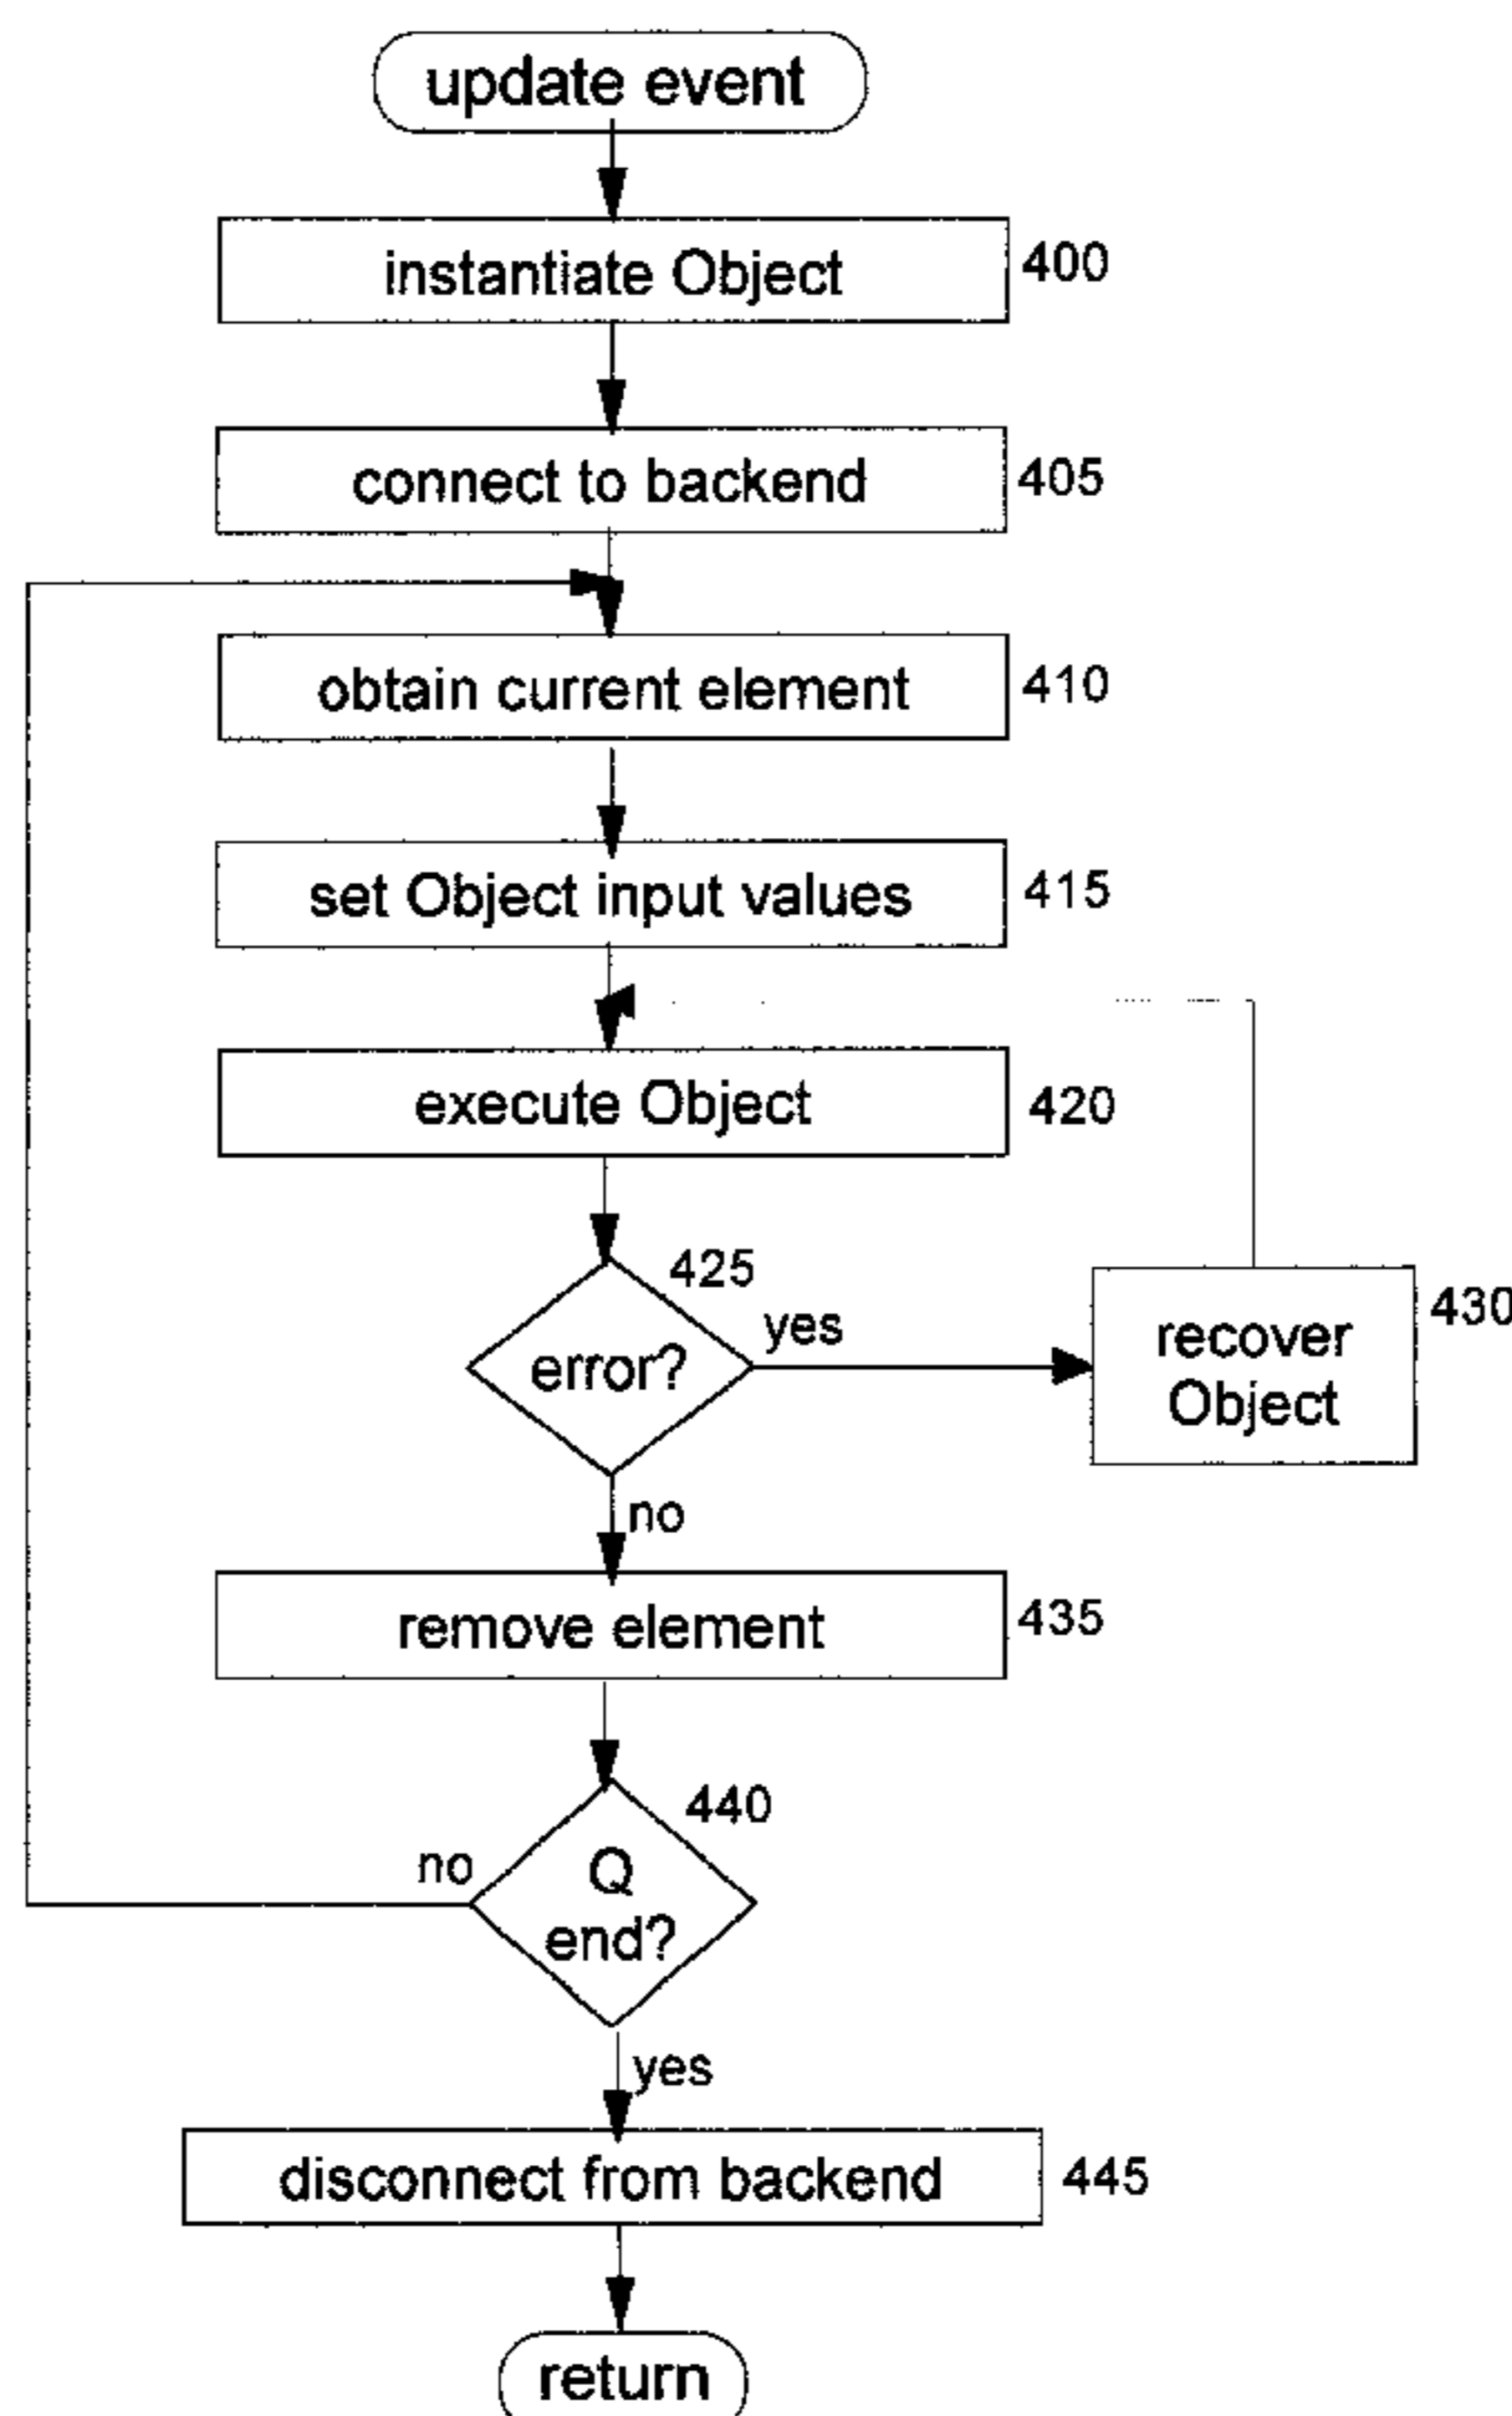 update event
instantiate Object 400
connect to backend 405
obtain current element 410
set Object input values 415
execute Object 420
425
error?
yes
recover
Object
430
no
remove element 435
440
Q
end?
no
yes
disconnect from backend 445
return